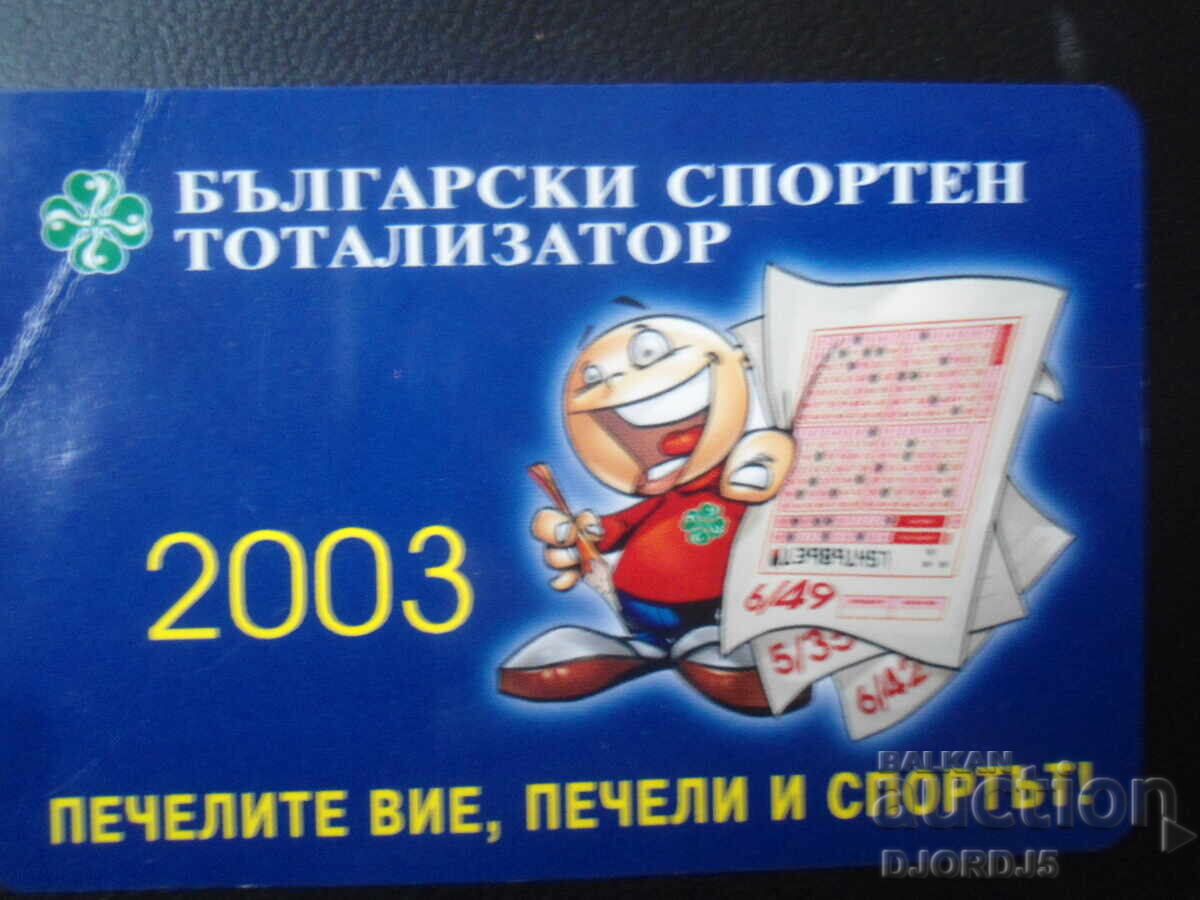 БЪЛГАРСКИ СПОРТЕН
ТОТАЛИЗАТОР
2003
6/49
5/35
6/42
ПЕЧЕЛИТЕ ВИЕ, ПЕЧЕЛИ И СПОРТЪТ!
BALKAN
auction
DJORDJ5